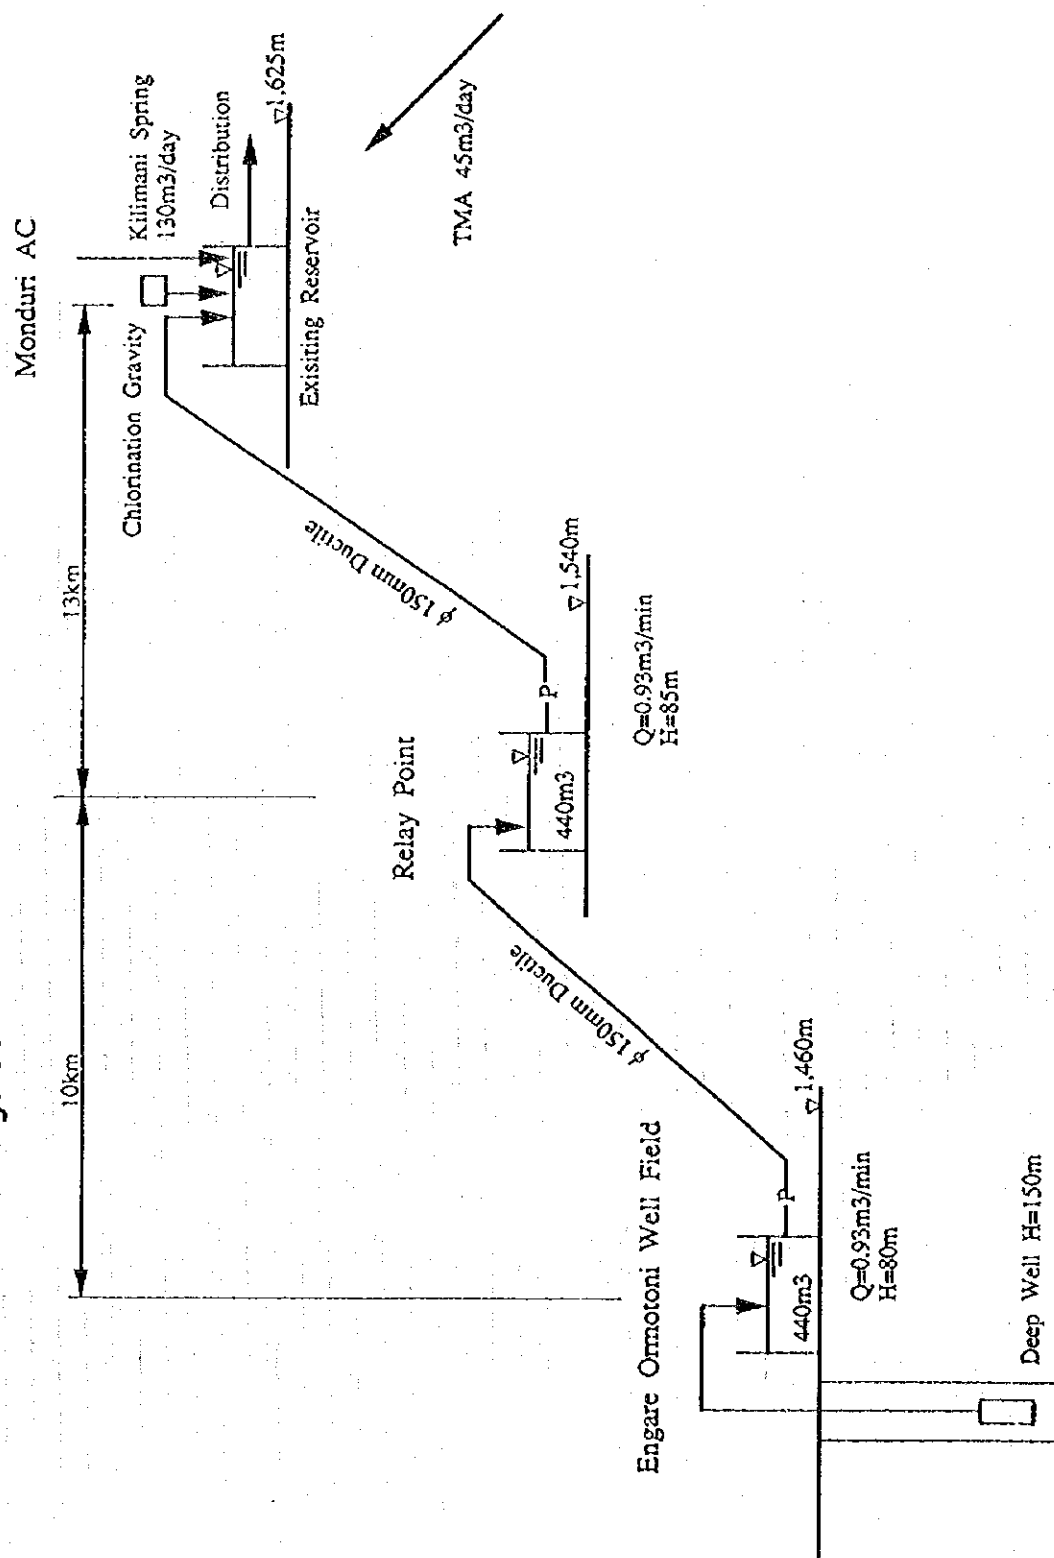 Monduri AC
10km
13km
Chlorination Gravity
Kilimani Spring
130m3/day
Distribution
▽1,625m
Exisiting Reservoir
φ 150mm Ductile
TMA 45m3/day
Relay Point
440m3
P
▽1,540m
Q=0.93m3/min
H=85m
φ 150mm Ductile
Engare Ormotoni Well Field
440m3
P
▽1,460m
Q=0.93m3/min
H=80m
Deep Well H=150m